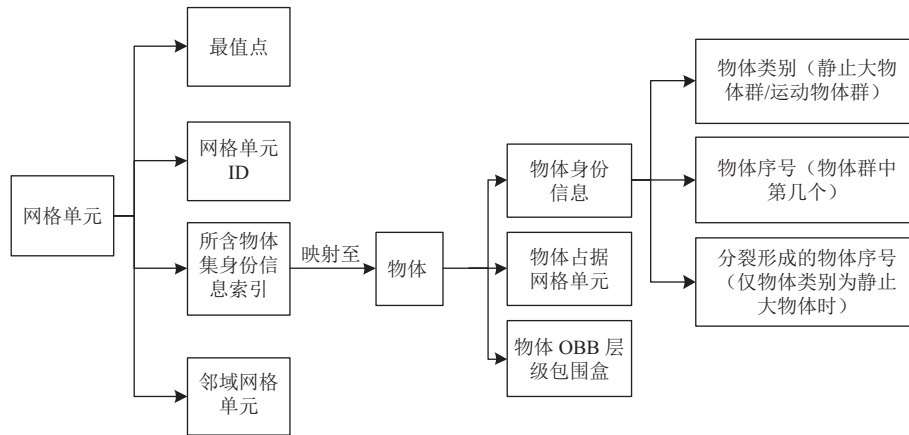 最值点
网格单元
ID
网格单元
所含物体
集身份信
息索引
邻域网格
单元
映射至
物体
物体身份
信息
物体占据
网格单元
物体 OBB 层
级包围盒
物体类别（静止大物
体群/运动物体群）
物体序号（物体群中
第几个）
分裂形成的物体序号
（仅物体类别为静止
大物体时）